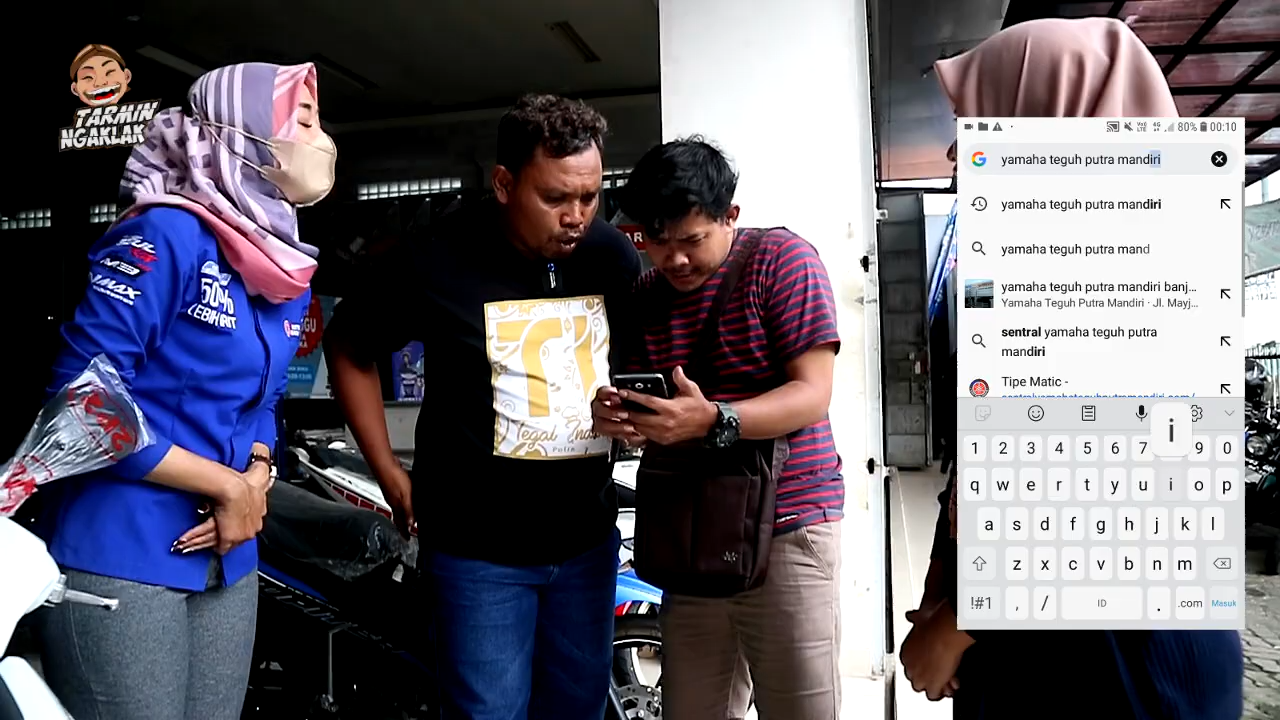 TARMIN
NGAKLAK
M3
MAX
50%
LEBIH IRIT
Tegal
80%
00:10
yamaha teguh putra mandiri
yamaha teguh putra mandiri
yamaha teguh putra mand
yamaha teguh putra mandiri banj...
Yamaha Teguh Putra Mandiri · Jl. Mayj...
sentral yamaha teguh putra
mandiri
Tipe Matic -
i
1 2 3 4 5 6 7 9 0
q w e r t y u i o p
a s d f g h j k l
z x c v b n m
!#1 , / ID . .com Masuk